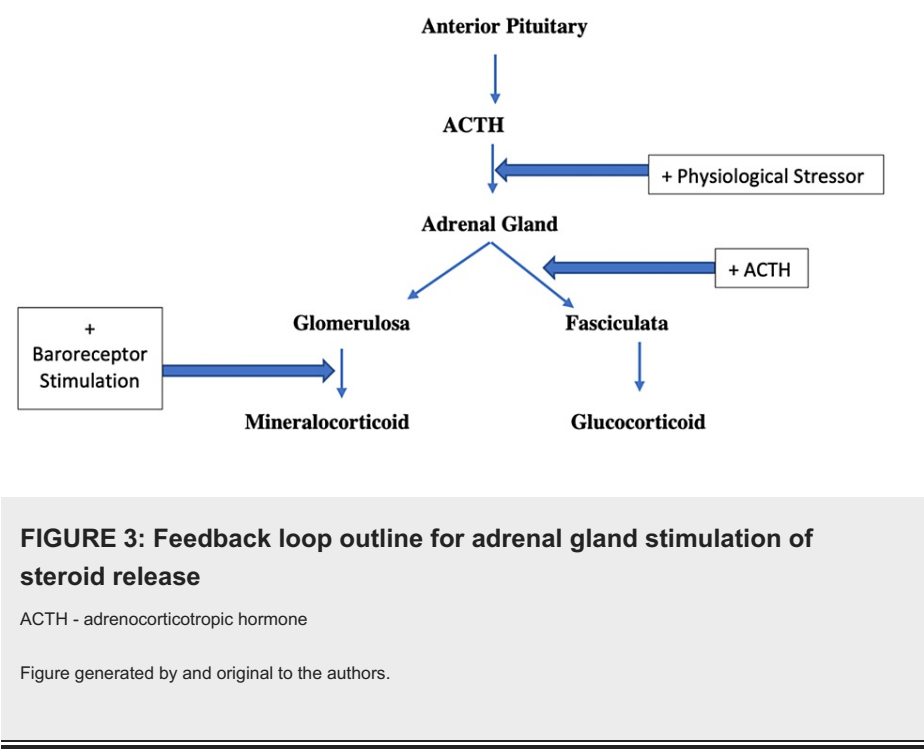 Anterior Pituitary
ACTH
+ Physiological Stressor
Adrenal Gland
+ ACTH
Glomerulosa
Fasciculata
+
Baroreceptor
Stimulation
Mineralocorticoid
Glucocorticoid
FIGURE 3: Feedback loop outline for adrenal gland stimulation of
steroid release
ACTH - adrenocorticotropic hormone
Figure generated by and original to the authors.